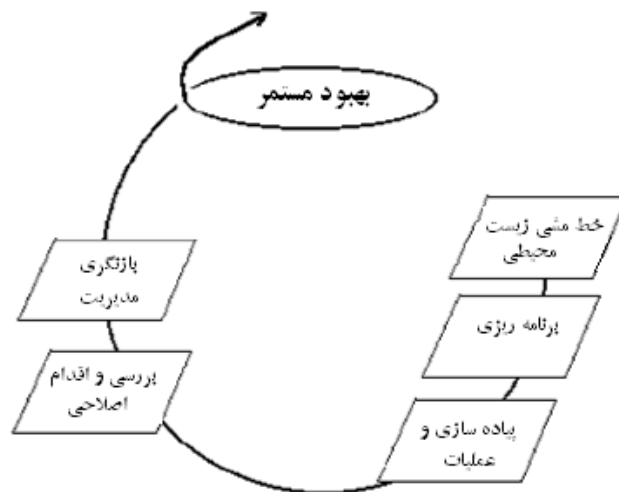 بهبود مستمر
خط مشی زیست
محیطی
برنامه ریزی
پیاده سازی و
عملیات
بررسی و اقدام
اصلاحی
بازنگری
مدیریت